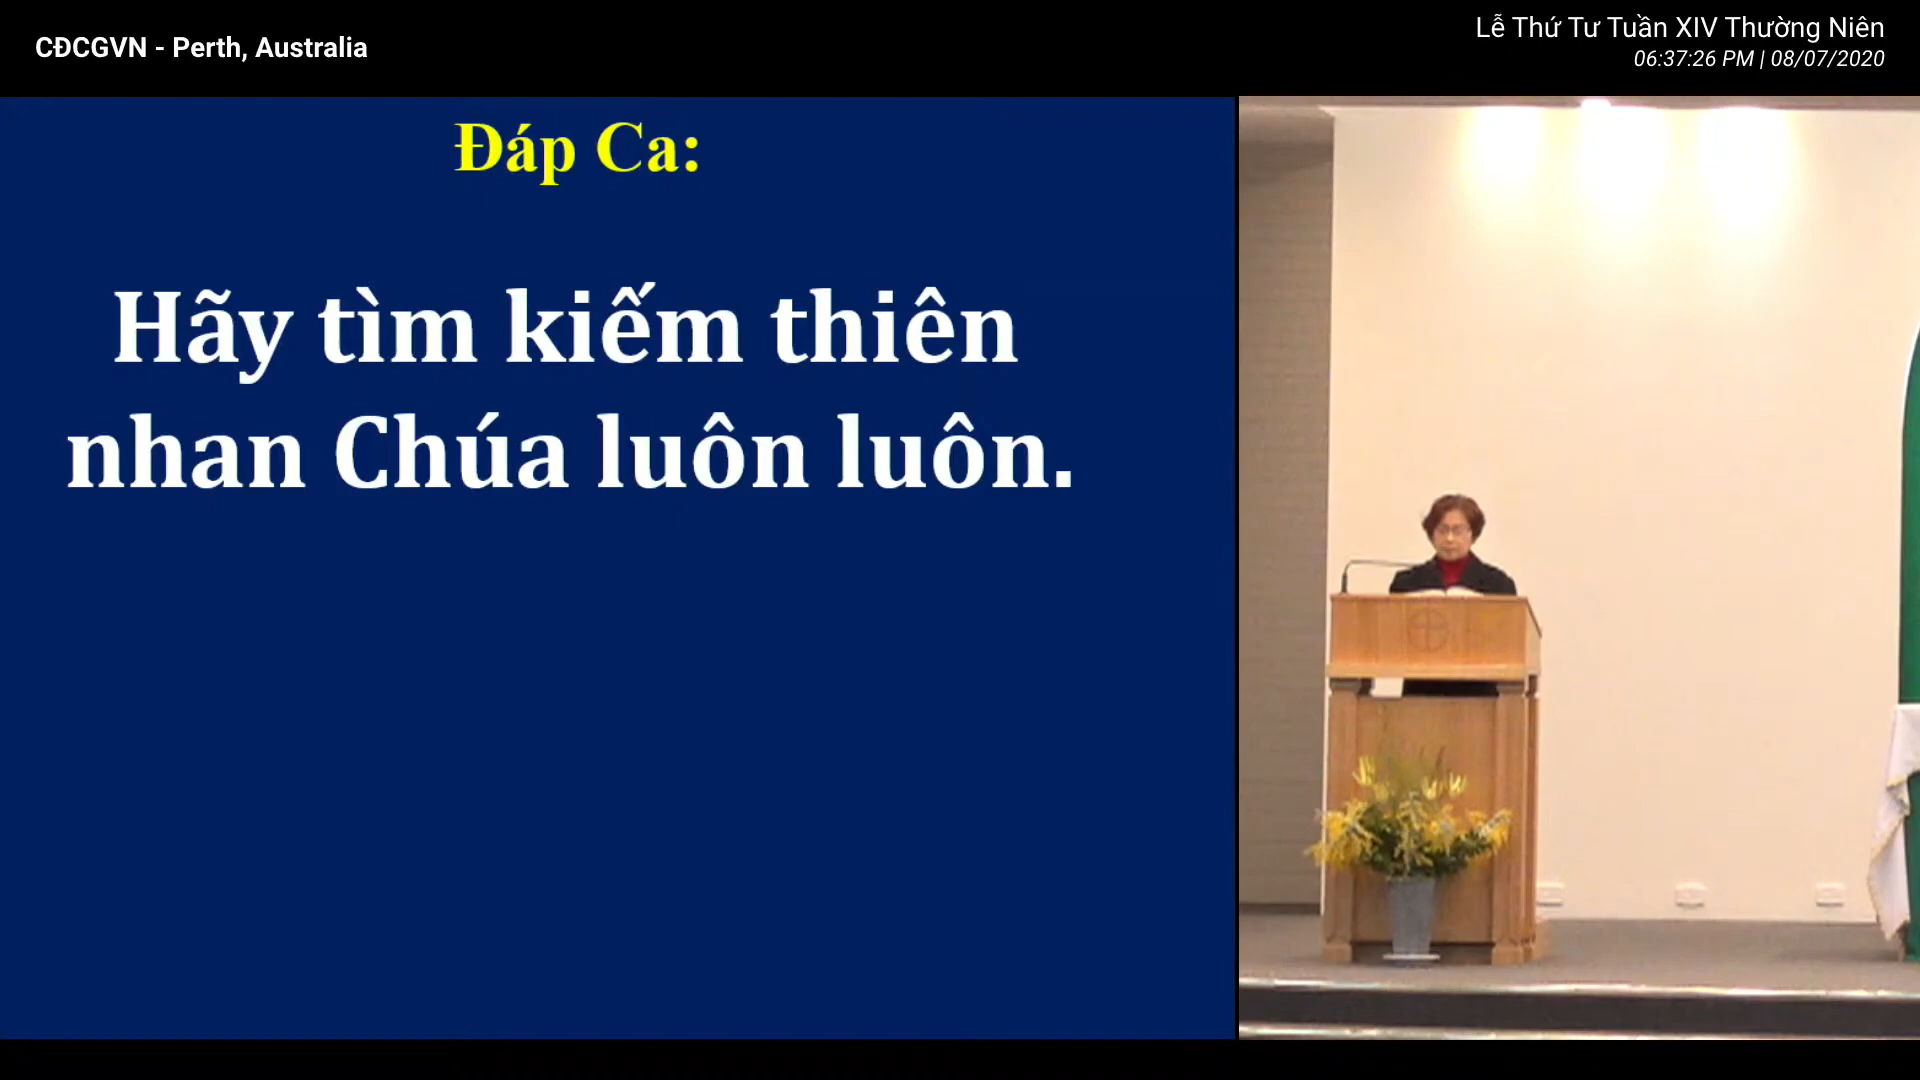 CĐCGVN - Perth, Australia
Lễ Thứ Tư Tuần XIV Thường Niên
06:37:26 PM | 08/07/2020
Đáp Ca:
Hãy tìm kiếm thiên
nhan Chúa luôn luôn.